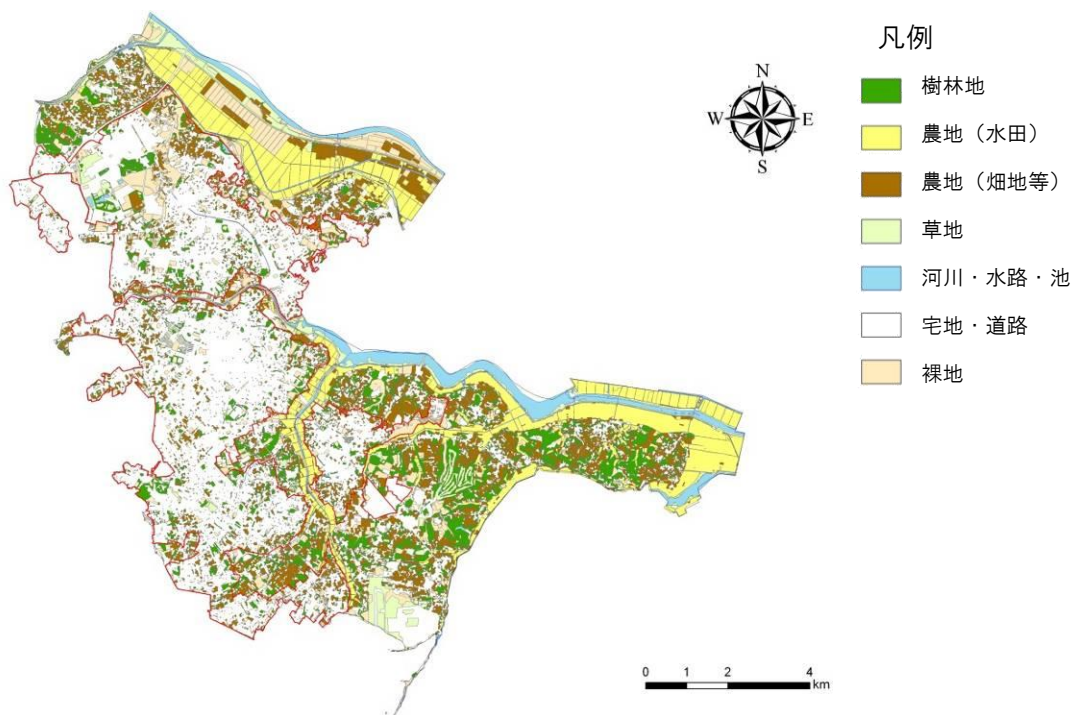 凡例
樹林地
農地（水田）
農地（畑地等）
草地
河川・水路・池
宅地・道路
裸地
N
W E
S
0 1 2 4
km